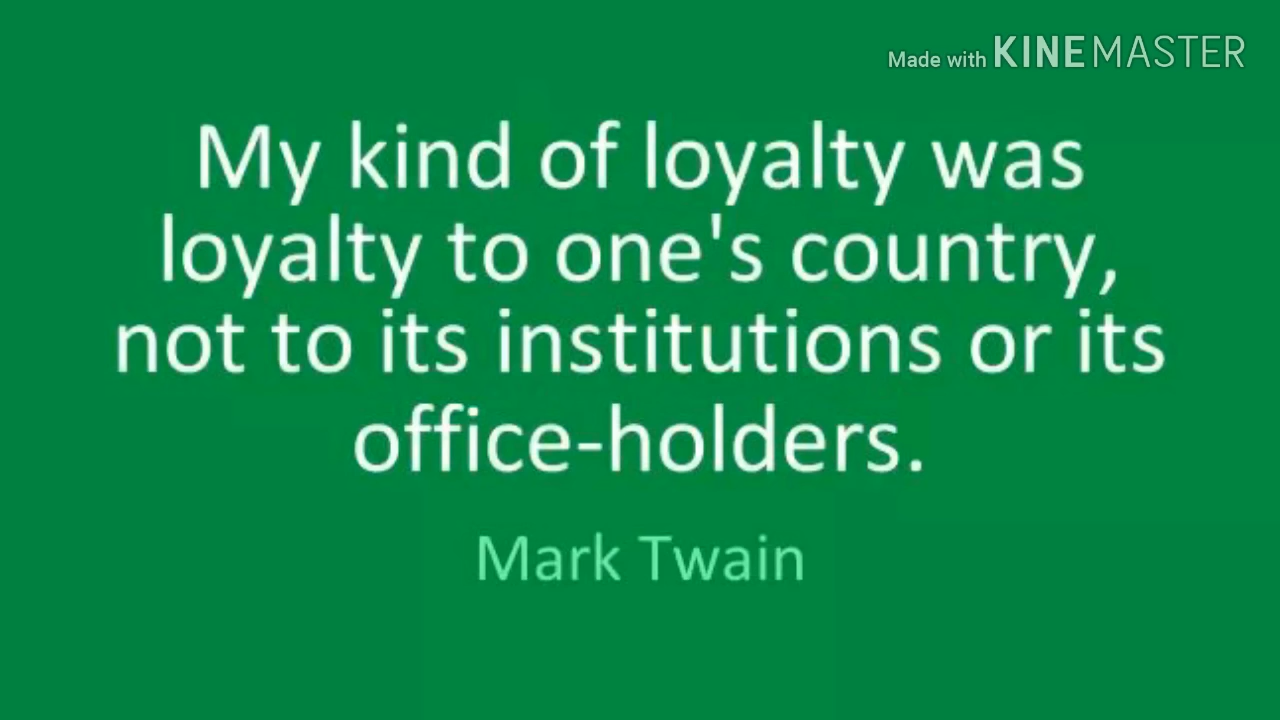 Made with KINEMASTER
My kind of loyalty was
loyalty to one's country,
not to its institutions or its
office-holders.
Mark Twain